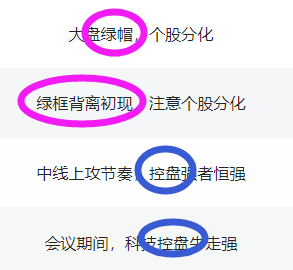 大盘绿帽，个股分化
绿框背离初现，注意个股分化
中线上攻节奏，控盘强者恒强
会议期间，科技控盘走强